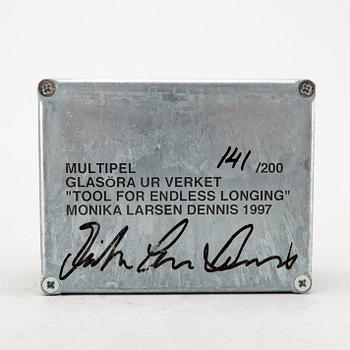 MULTIPEL 141/200
GLASÖRA UR VERKET
"TOOL FOR ENDLESS LONGING"
MONIKA LARSEN DENNIS 1997